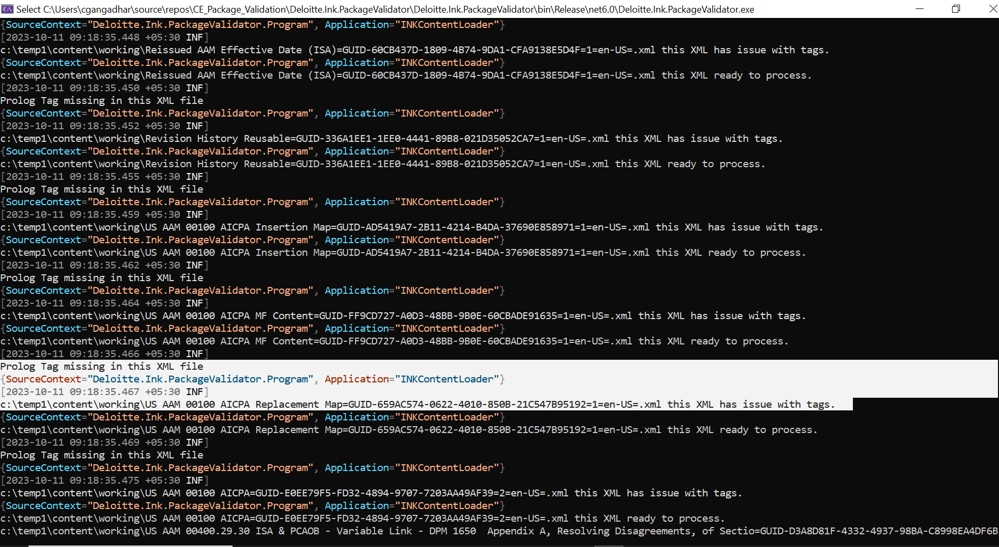 Select C:\Users\cgangadhar\source\repos\CE_Package_Validation\Deloitte.Ink.PackageValidator\Deloitte.Ink.PackageValidator\bin\Release\net6.0\Deloitte.Ink.PackageValidator.exe
{SourceContext="Deloitte.Ink.PackageValidator.Program", Application="INKContentLoader"}
[2023-10-11 09:18:35.448 +05:30 INF]
c:\temp1\content\working\Reissued AAM Effective Date (ISA)=GUID-60CB437D-1809-4B74-9DA1-CFA9138E5D4F=1=en-US=.xml this XML has issue with tags.
{SourceContext="Deloitte.Ink.PackageValidator.Program", Application="INKContentLoader"}
c:\temp1\content\working\Reissued AAM Effective Date (ISA)=GUID-60CB437D-1809-4B74-9DA1-CFA9138E5D4F=1=en-US=.xml this XML ready to process.
[2023-10-11 09:18:35.450 +05:30 INF]
Prolog Tag missing in this XML file
{SourceContext="Deloitte.Ink.PackageValidator.Program", Application="INKContentLoader"}
[2023-10-11 09:18:35.452 +05:30 INF]
c:\temp1\content\working\Revision History Reusable=GUID-336A1EE1-1EE0-4441-89B8-021D35052CA7=1=en-US=.xml this XML has issue with tags.
{SourceContext="Deloitte.Ink.PackageValidator.Program", Application="INKContentLoader"}
c:\temp1\content\working\Revision History Reusable=GUID-336A1EE1-1EE0-4441-89B8-021D35052CA7=1=en-US=.xml this XML ready to process.
[2023-10-11 09:18:35.455 +05:30 INF]
Prolog Tag missing in this XML file
{SourceContext="Deloitte.Ink.PackageValidator.Program", Application="INKContentLoader"}
[2023-10-11 09:18:35.459 +05:30 INF]
c:\temp1\content\working\US AAM 00100 AICPA Insertion Map=GUID-AD5419A7-2B11-4214-B4DA-37690E858971=1=en-US=.xml this XML has issue with tags.
{SourceContext="Deloitte.Ink.PackageValidator.Program", Application="INKContentLoader"}
c:\temp1\content\working\US AAM 00100 AICPA Insertion Map=GUID-AD5419A7-2B11-4214-B4DA-37690E858971=1=en-US=.xml this XML ready to process.
[2023-10-11 09:18:35.462 +05:30 INF]
Prolog Tag missing in this XML file
{SourceContext="Deloitte.Ink.PackageValidator.Program", Application="INKContentLoader"}
[2023-10-11 09:18:35.464 +05:30 INF]
c:\temp1\content\working\US AAM 00100 AICPA MF Content=GUID-FF9CD727-A0D3-48BB-9B0E-60CBADE91635=1=en-US=.xml this XML has issue with tags.
{SourceContext="Deloitte.Ink.PackageValidator.Program", Application="INKContentLoader"}
c:\temp1\content\working\US AAM 00100 AICPA MF Content=GUID-FF9CD727-A0D3-48BB-9B0E-60CBADE91635=1=en-US=.xml this XML ready to process.
[2023-10-11 09:18:35.466 +05:30 INF]
Prolog Tag missing in this XML file
{SourceContext="Deloitte.Ink.PackageValidator.Program", Application="INKContentLoader"}
[2023-10-11 09:18:35.467 +05:30 INF]
c:\temp1\content\working\US AAM 00100 AICPA Replacement Map=GUID-659AC574-0622-4010-850B-21C547B95192=1=en-US=.xml this XML has issue with tags.
{SourceContext="Deloitte.Ink.PackageValidator.Program", Application="INKContentLoader"}
c:\temp1\content\working\US AAM 00100 AICPA Replacement Map=GUID-659AC574-0622-4010-850B-21C547B95192=1=en-US=.xml this XML ready to process.
[2023-10-11 09:18:35.469 +05:30 INF]
Prolog Tag missing in this XML file
{SourceContext="Deloitte.Ink.PackageValidator.Program", Application="INKContentLoader"}
[2023-10-11 09:18:35.475 +05:30 INF]
c:\temp1\content\working\US AAM 00100 AICPA=GUID-E0EE79F5-FD32-4894-9707-7203AA49AF39=2=en-US=.xml this XML has issue with tags.
{SourceContext="Deloitte.Ink.PackageValidator.Program", Application="INKContentLoader"}
c:\temp1\content\working\US AAM 00100 AICPA=GUID-E0EE79F5-FD32-4894-9707-7203AA49AF39=2=en-US=.xml this XML ready to process.
c:\temp1\content\working\US AAM 00400.29.30 ISA & PCAOB - Variable Link - DPM 1650  Appendix A, Resolving Disagreements, of Sectio=GUID-D3A8D81F-4332-4937-98BA-C8998EA4DF6B